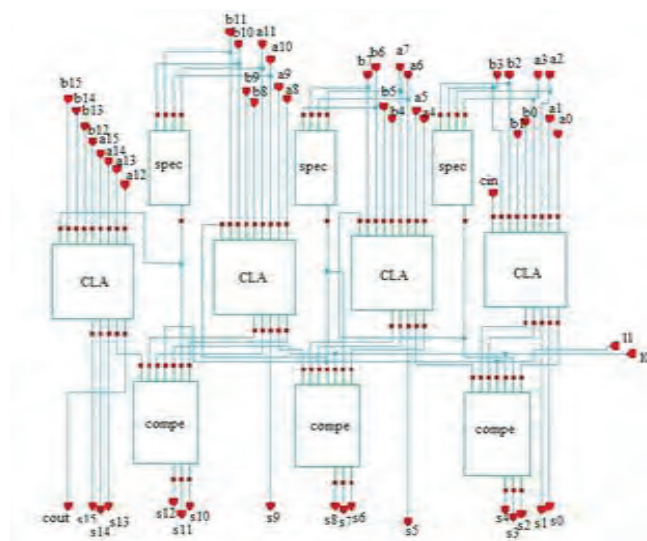 b11
b10
a11
a10
b9
b8
a9
a8
b7
b6
a7
a6
b5
b4
a5
a4
b3
b2
a3
a2
b1
b0
a1
a0
b15
b14
b13
b12
a15
a14
a13
a12
spec
spec
spec
cin
CLA
CLA
CLA
CLA
compe
compe
compe
cout
s15
s14
s13
s12
s11
s10
s9
s8
s7
s6
s5
s4
s3
s2
s1
s0